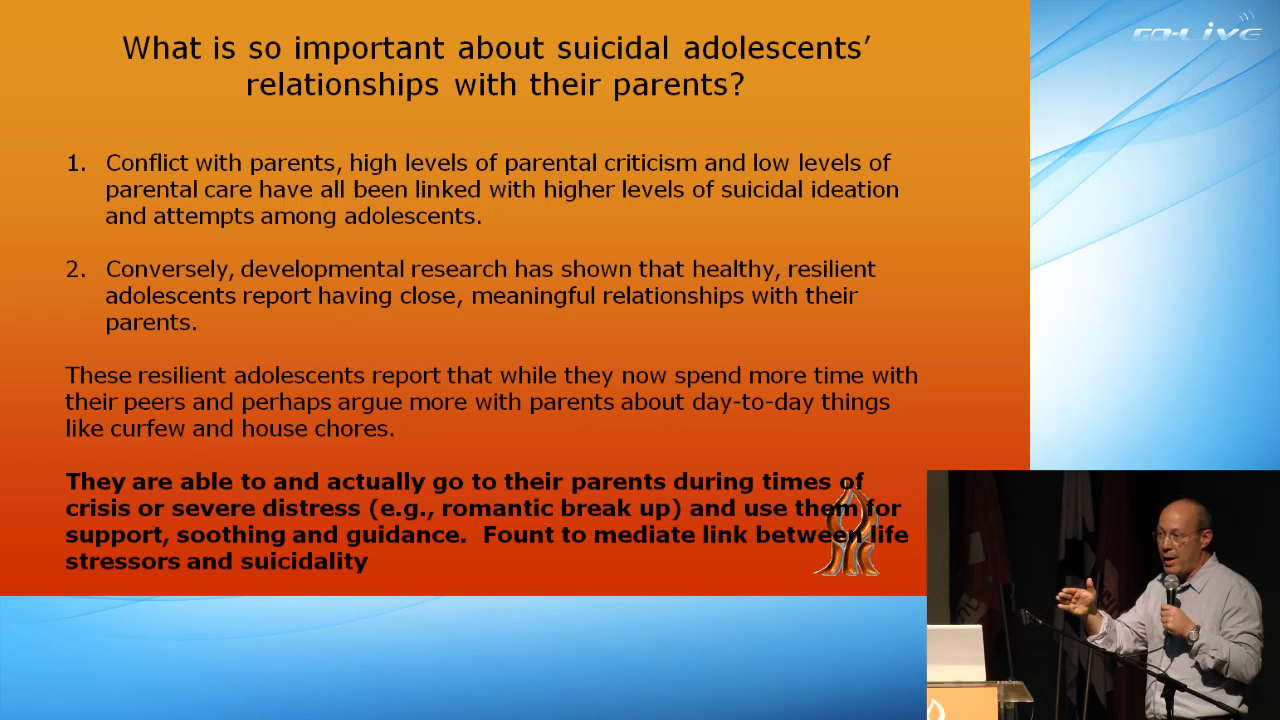 GO-LIVE
What is so important about suicidal adolescents'
relationships with their parents?
1. Conflict with parents, high levels of parental criticism and low levels of
parental care have all been linked with higher levels of suicidal ideation
and attempts among adolescents.
2. Conversely, developmental research has shown that healthy, resilient
adolescents report having close, meaningful relationships with their
parents.
These resilient adolescents report that while they now spend more time with
their peers and perhaps argue more with parents about day-to-day things
like curfew and house chores.
They are able to and actually go to their parents during times of
crisis or severe distress (e.g., romantic break up) and use them for
support, soothing and guidance.  Fount to mediate link between life
stressors and suicidality